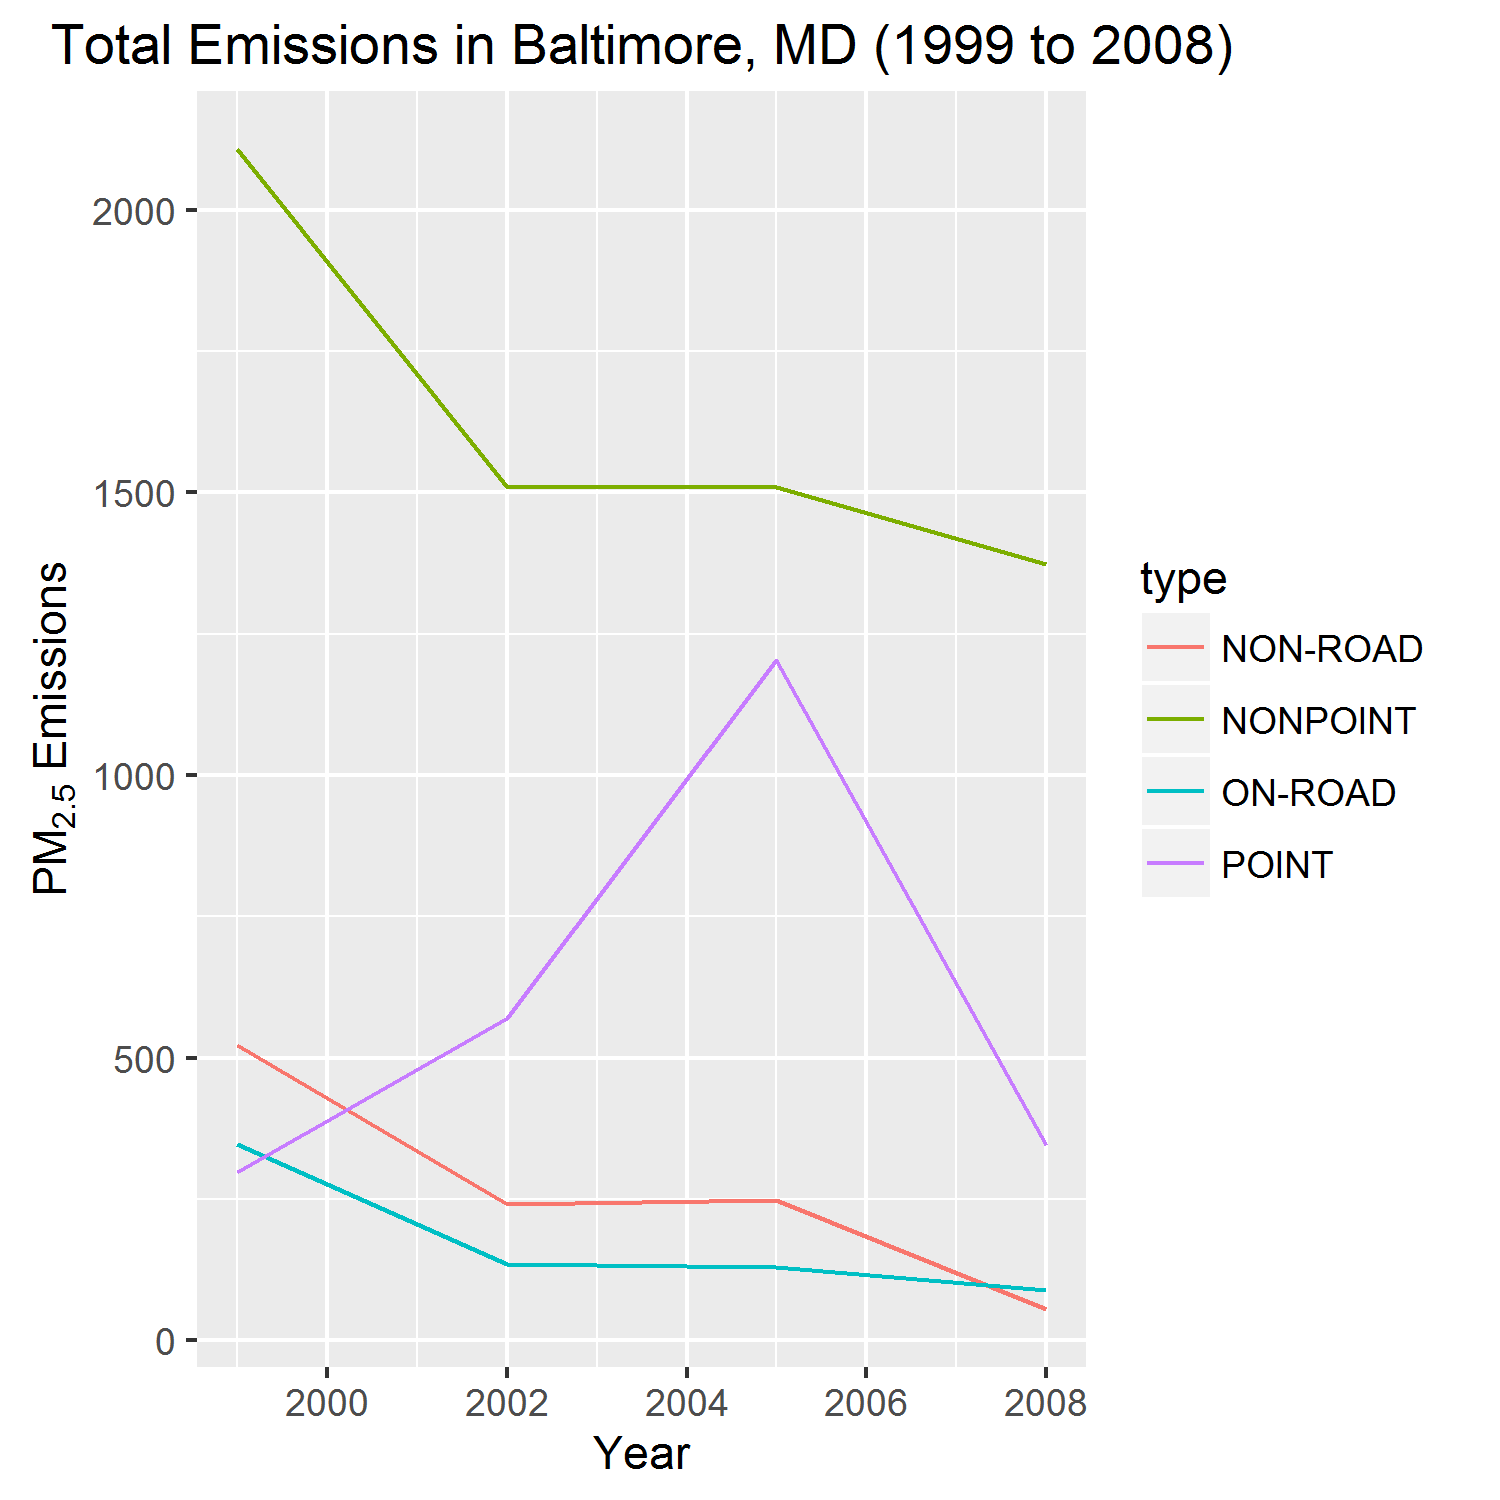 Total Emissions in Baltimore, MD (1999 to 2008)
PM2.5 Emissions
2000
1500
1000
500
0
2000 2002 2004 2006 2008
Year
type
NON-ROAD
NONPOINT
ON-ROAD
POINT